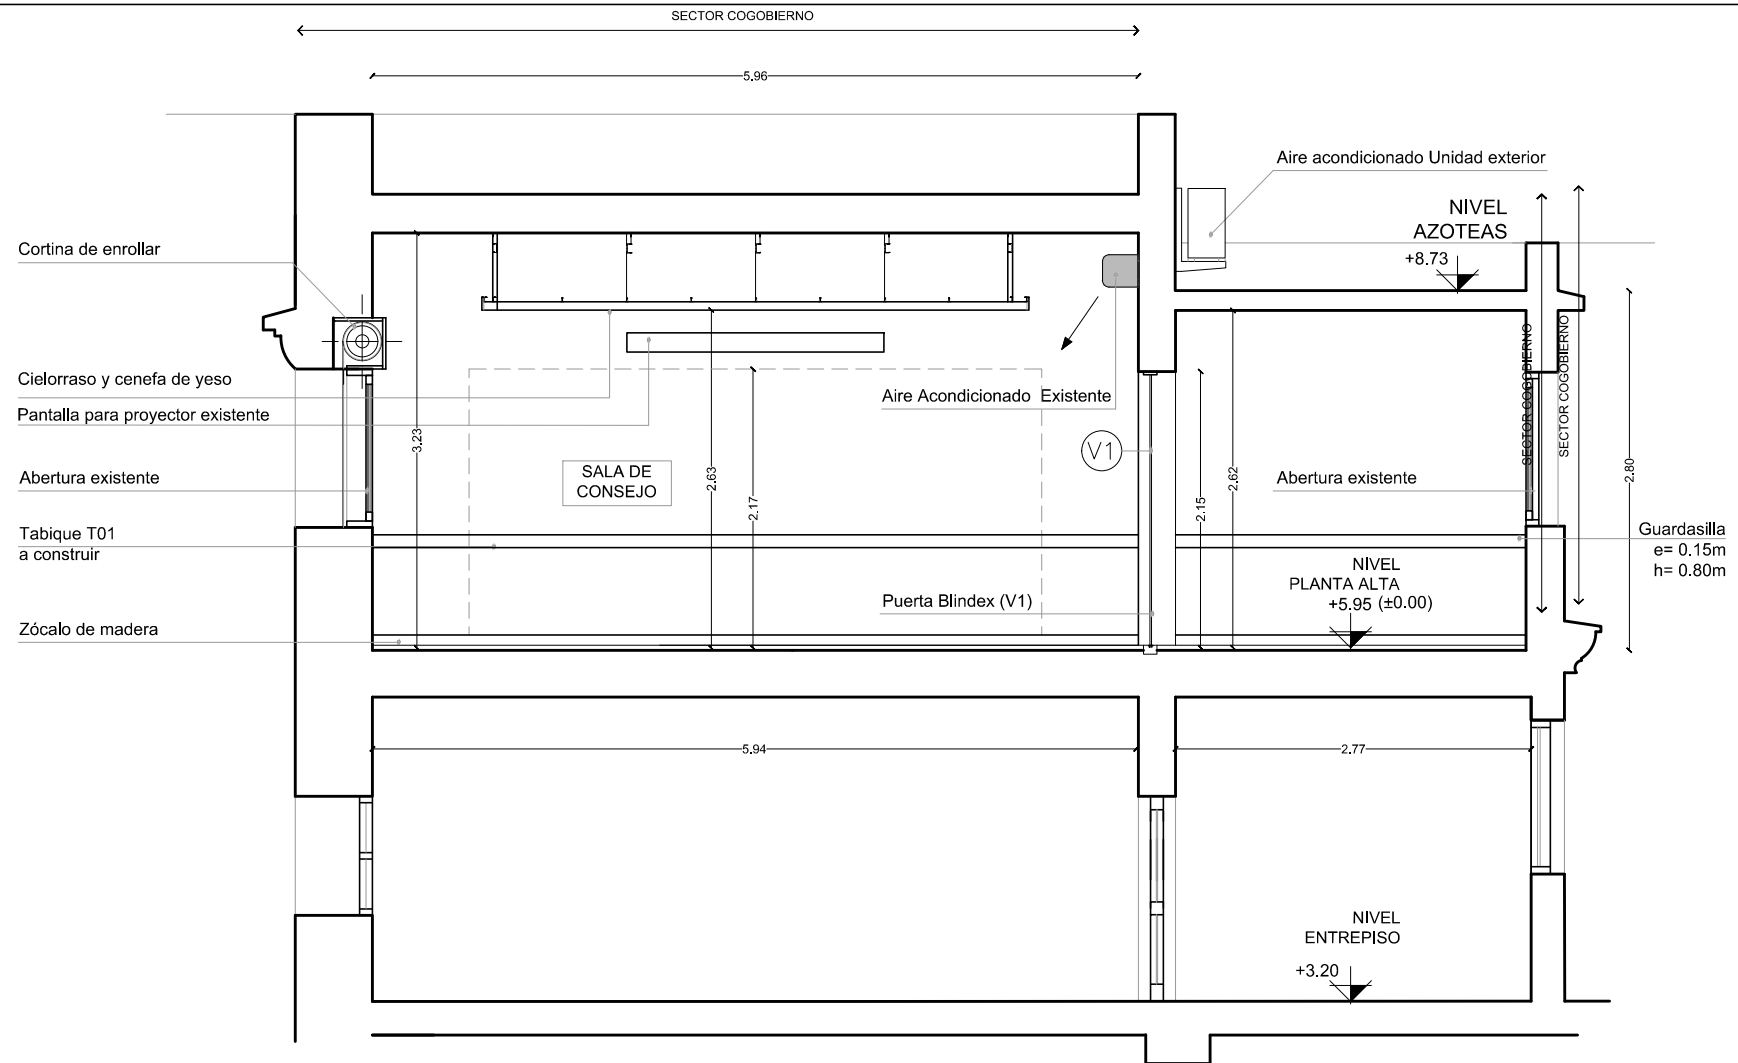 SECTOR COGOBIERNO
5.96
Aire acondicionado Unidad exterior
NIVEL
AZOTEAS
+8.73
Cortina de enrollar
Cielorraso y cenefa de yeso
Pantalla para proyector existente
Aire Acondicionado Existente
SECTOR COGOBIERNO
SECTOR COGOBIERNO
3.23
V1
SALA DE
CONSEJO
2.63
2.17
2.15
2.62
2.80
Abertura existente
Abertura existente
Tabique T01
a construir
Guardasilla
e= 0.15m
h= 0.80m
NIVEL
PLANTA ALTA
+5.95 (±0.00)
Puerta Blindex (V1)
Zócalo de madera
5.94
2.77
NIVEL
ENTREPISO
+3.20